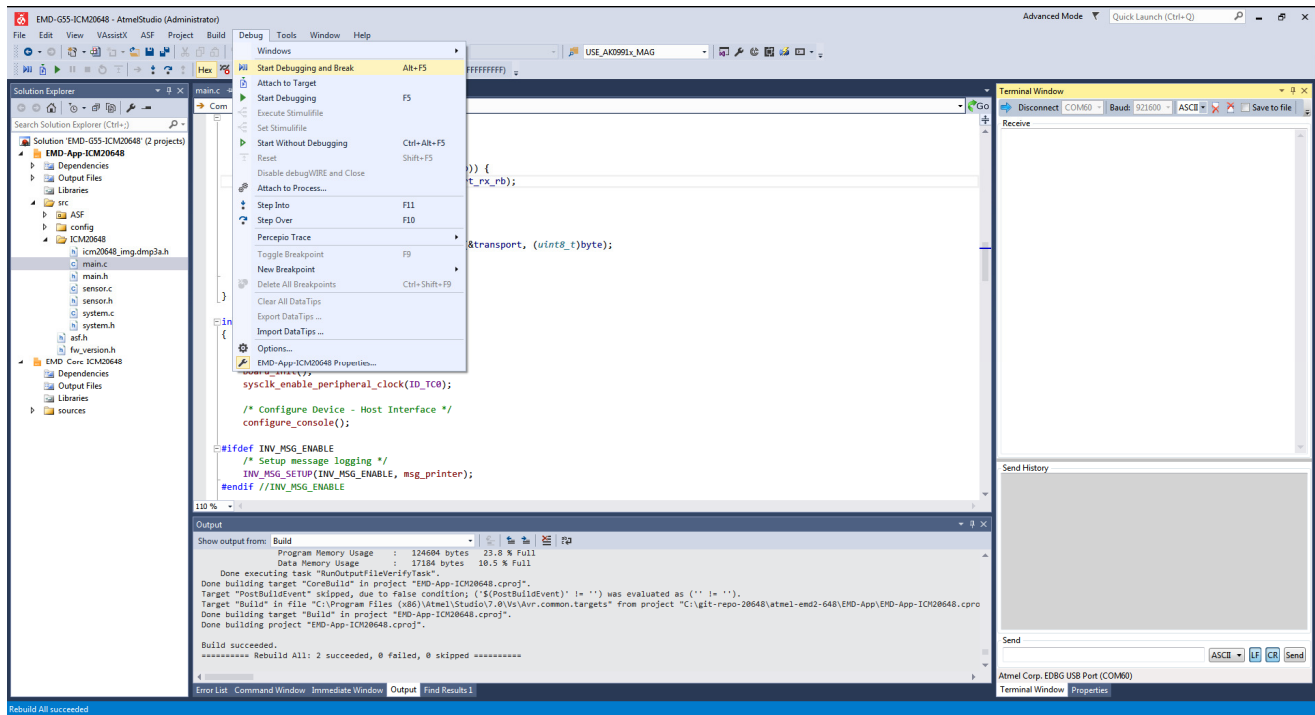 EMD-G55-ICM20648 - AtmelStudio (Administrator)
Advanced Mode
Quick Launch (Ctrl+Q)
File Edit View VAssistX ASF Project Build Debug Tools Window Help
USE_AK0991x_MAG
Hex
FFFFFFFF)
Windows
Start Debugging and Break Alt+F5
Attach to Target
Start Debugging F5
Execute Stimulifile
Set Stimulifile
Start Without Debugging Ctrl+Alt+F5
Reset Shift+F5
Disable debugWIRE and Close
Attach to Process...
Step Into F11
Step Over F10
Percepio Trace
Toggle Breakpoint F9
New Breakpoint
Delete All Breakpoints Ctrl+Shift+F9
Clear All DataTips
Export DataTips ...
Import DataTips ...
Options...
EMD-App-ICM20648 Properties...
Solution Explorer
Search Solution Explorer (Ctrl+;)
Solution 'EMD-G55-ICM20648' (2 projects)
EMD-App-ICM20648
Dependencies
Output Files
Libraries
src
ASF
config
ICM20648
icm20648_img.dmp3a.h
main.c
main.h
sensor.c
sensor.h
system.c
system.h
asf.h
fw_version.h
EMD-Core-ICM20648
Dependencies
Output Files
Libraries
sources
main.c
Com
Go
)) {
t_rx_rb);
&transport, (uint8_t)byte);
}
in
{
board_init();
sysclk_enable_peripheral_clock(ID_TC0);
/* Configure Device - Host Interface */
configure_console();
#ifdef INV_MSG_ENABLE
/* Setup message logging */
INV_MSG_SETUP(INV_MSG_ENABLE, msg_printer);
#endif //INV_MSG_ENABLE
110 %
Output
Show output from: Build
Program Memory Usage : 124604 bytes 23.8 % Full
Data Memory Usage : 17184 bytes 10.5 % Full
Done executing task "RunOutputFileVerifyTask".
Done building target "CoreBuild" in project "EMD-App-ICM20648.cproj".
Target "PostBuildEvent" skipped, due to false condition; ('$(PostBuildEvent)' != '') was evaluated as ('' != '').
Target "Build" in file "C:\Program Files (x86)\Atmel\Studio\7.0\Vs\Avr.common.targets" from project "C:\git-repo-20648\atmel-emd2-648\EMD-App\EMD-App-ICM20648.cpro
Done building target "Build" in project "EMD-App-ICM20648.cproj".
Done building project "EMD-App-ICM20648.cproj".
Build succeeded.
========== Rebuild All: 2 succeeded, 0 failed, 0 skipped ==========
Error List Command Window Immediate Window Output Find Results 1
Terminal Window
Disconnect COM60 Baud: 921600 ASCII Save to file
Receive
Send History
Send
ASCII LF CR Send
Atmel Corp. EDBG USB Port (COM60)
Terminal Window Properties
Rebuild All succeeded